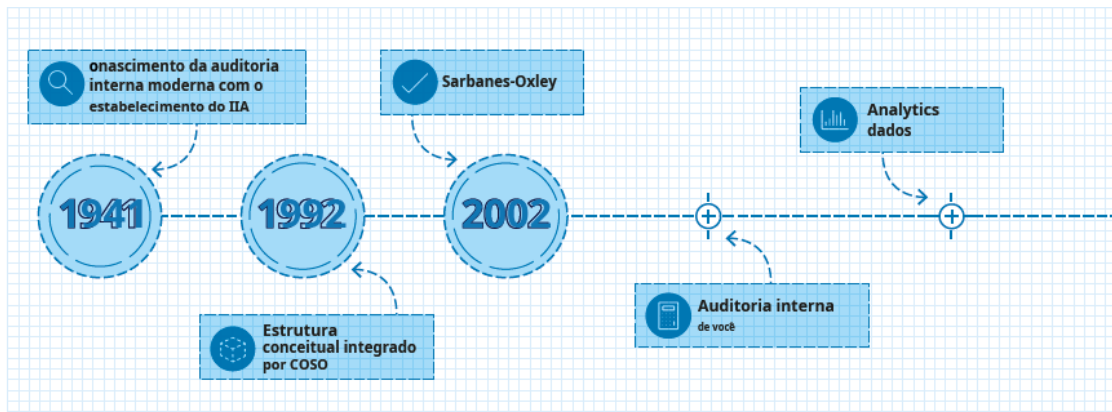 onascimento da auditoria
interna moderna com o
estabelecimento do IIA
Sarbanes-Oxley
Analytics
dados
1941
1992
2002
Auditoria interna
de você
Estrutura
conceitual integrado
por COSO